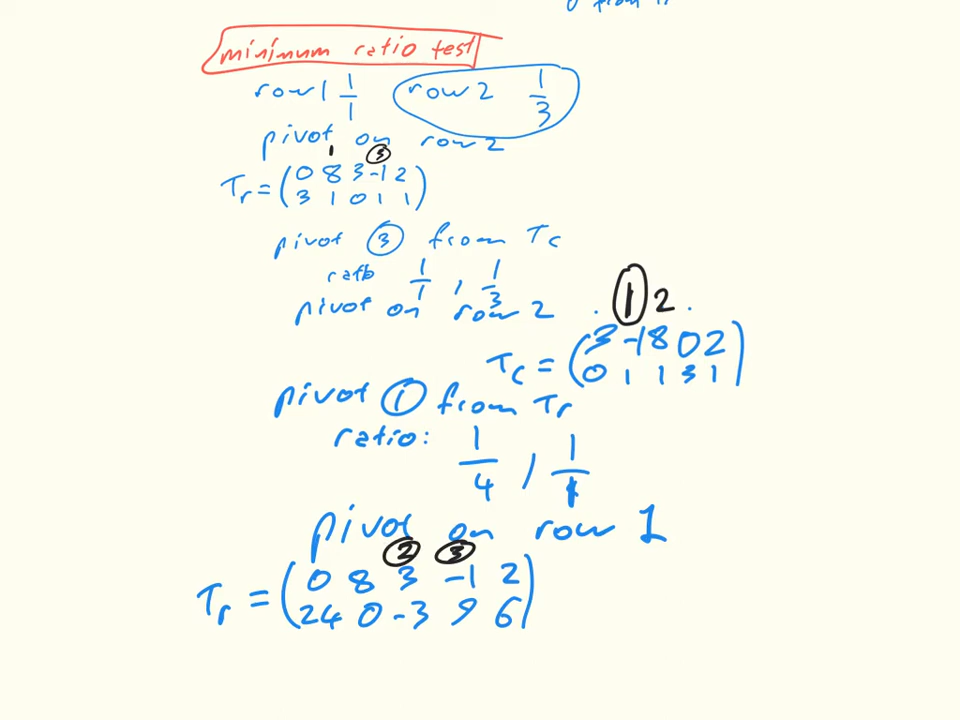 minimum ratio test
row 1 1/1 row 2 1/3
pivot on row 2
1 3
Tr = (0 8 3 -1 2
3 1 0 1 1)
pivot 3 from Tc
ratio 1/1, 1/3
pivot on row 2
. 1 2 .
Tc = (3 -1 8 0 2
0 1 1 3 1)
pivot 1 from Tr
ratio: 1/4, 1/1
pivot on row 1
2 3
Tr = (0 8 3 -1 2
24 0 -3 9 6)